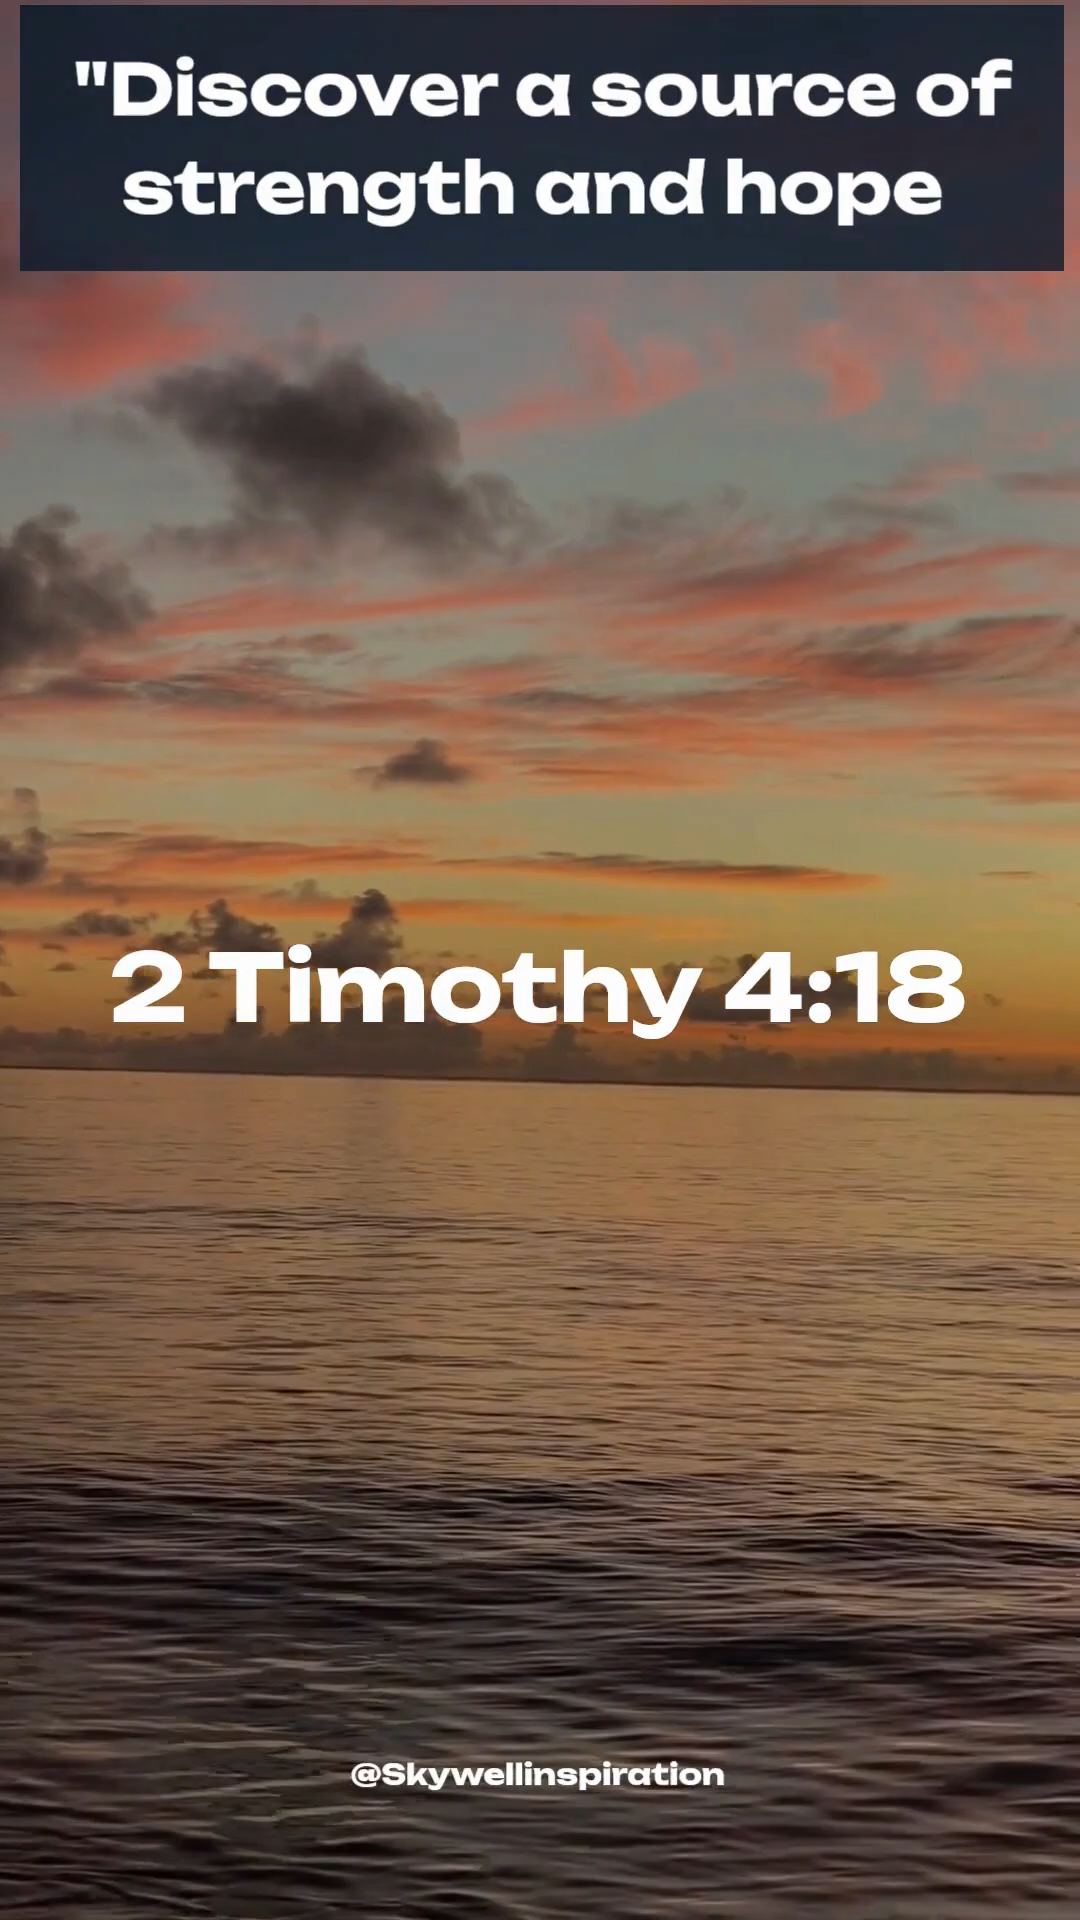 "Discover a source of
strength and hope
2 Timothy 4:18
@Skywellinspiration